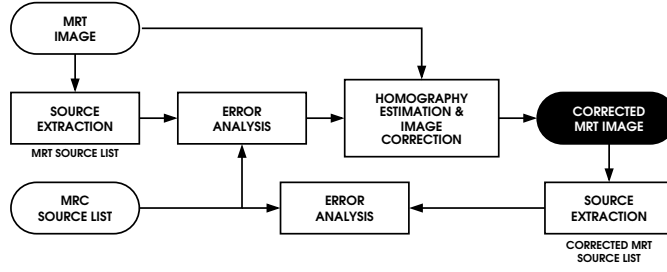 MRT
IMAGE
SOURCE
EXTRACTION
MRT SOURCE LIST
ERROR
ANALYSIS
HOMOGRAPHY
ESTIMATION &
IMAGE
CORRECTION
CORRECTED
MRT IMAGE
MRC
SOURCE LIST
ERROR
ANALYSIS
SOURCE
EXTRACTION
CORRECTED MRT
SOURCE LIST